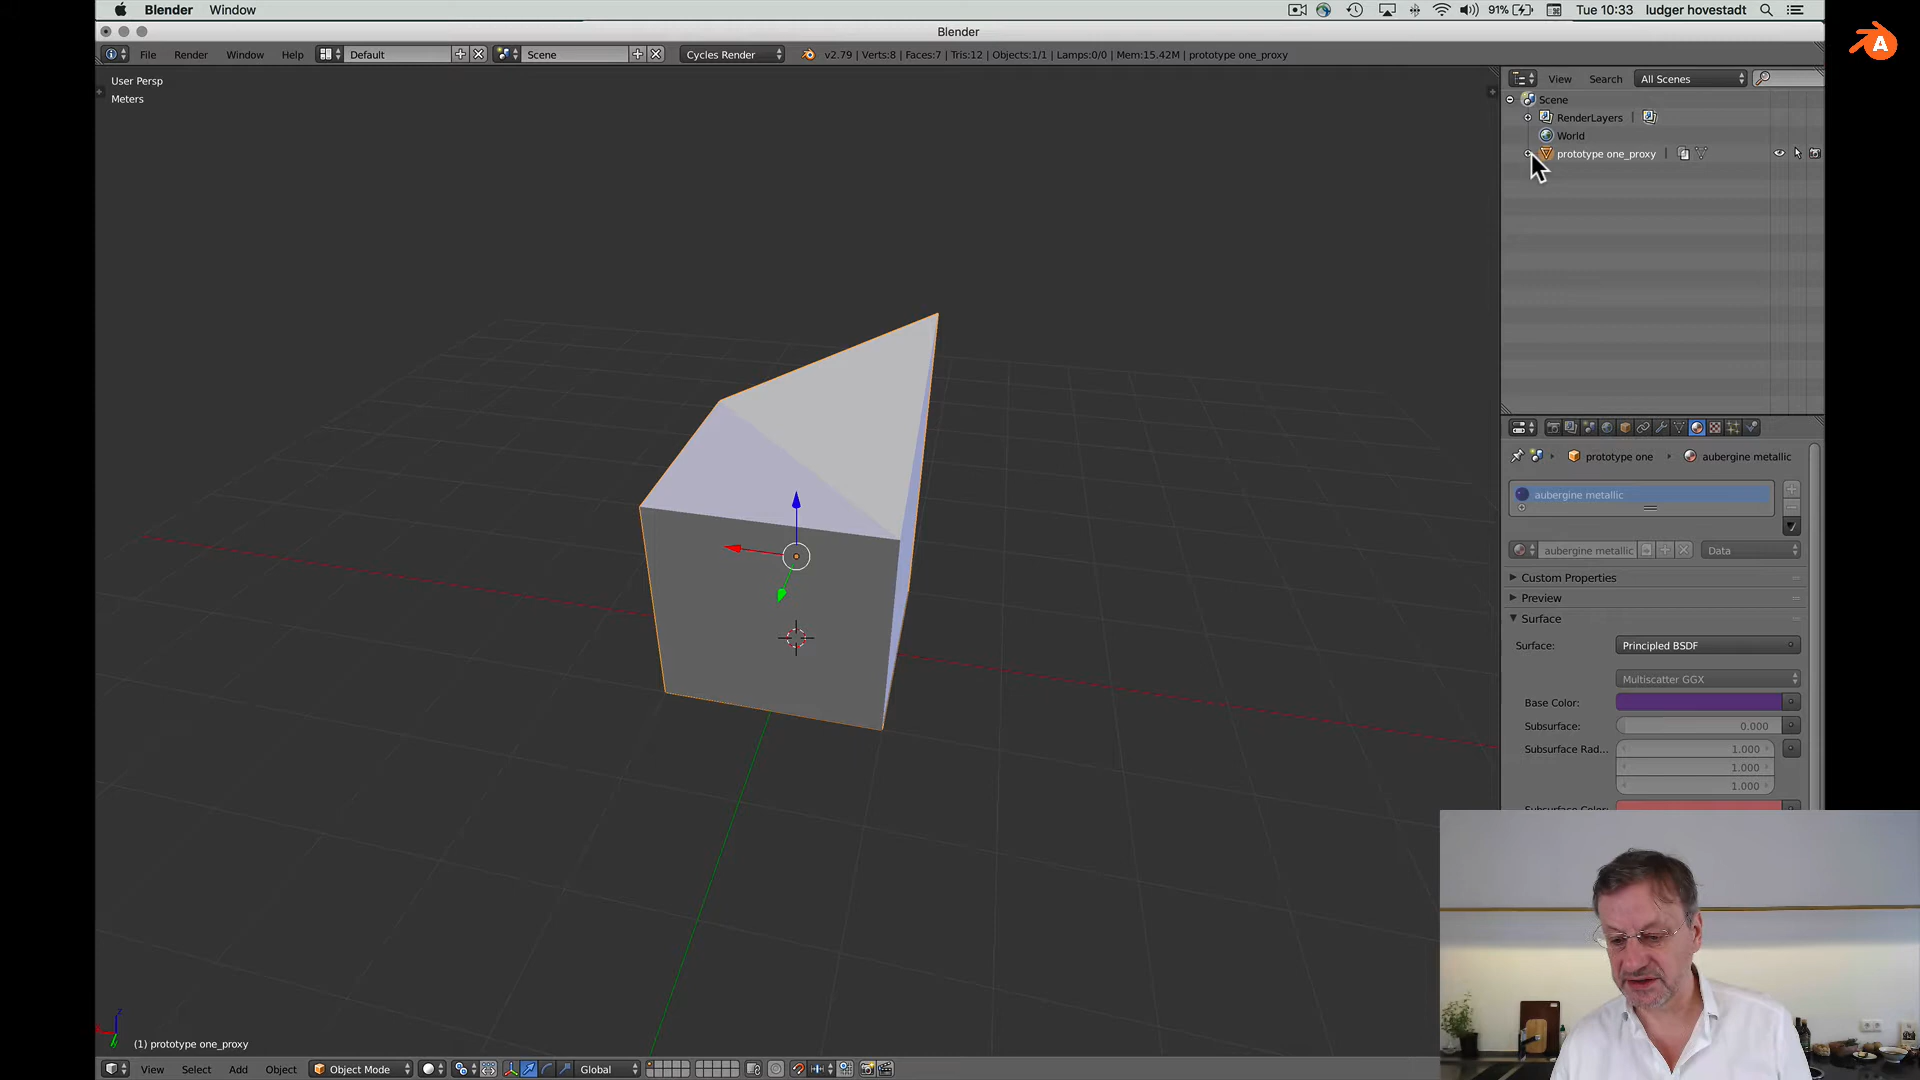 Blender Window 91% Tue 10:33 ludger hovestadt
Blender
File Render Window Help Default Scene Cycles Render v2.79 | Verts:8 | Faces:7 | Tris:12 | Objects:1/1 | Lamps:0/0 | Mem:15.42M | prototype one_proxy
User Persp
Meters
View Search All Scenes
Scene
RenderLayers
World
prototype one_proxy
prototype one aubergine metallic
aubergine metallic
aubergine metallic Data
Custom Properties
Preview
Surface
Surface: Principled BSDF
Multiscatter GGX
Base Color:
Subsurface: 0.000
Subsurface Rad... 1.000
1.000
1.000
(1) prototype one_proxy
View Select Add Object Object Mode Global
A